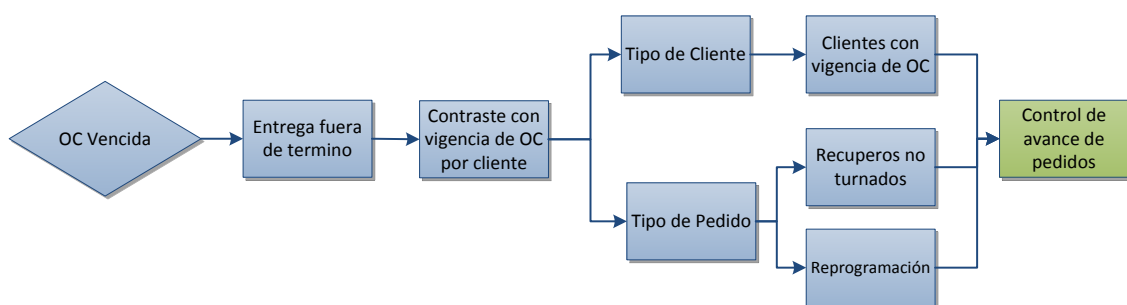 OC Vencida
Entrega fuera
de termino
Contraste con
vigencia de OC
por cliente
Tipo de Cliente
Clientes con
vigencia de OC
Tipo de Pedido
Recuperos no
turnados
Reprogramación
Control de
avance de
pedidos